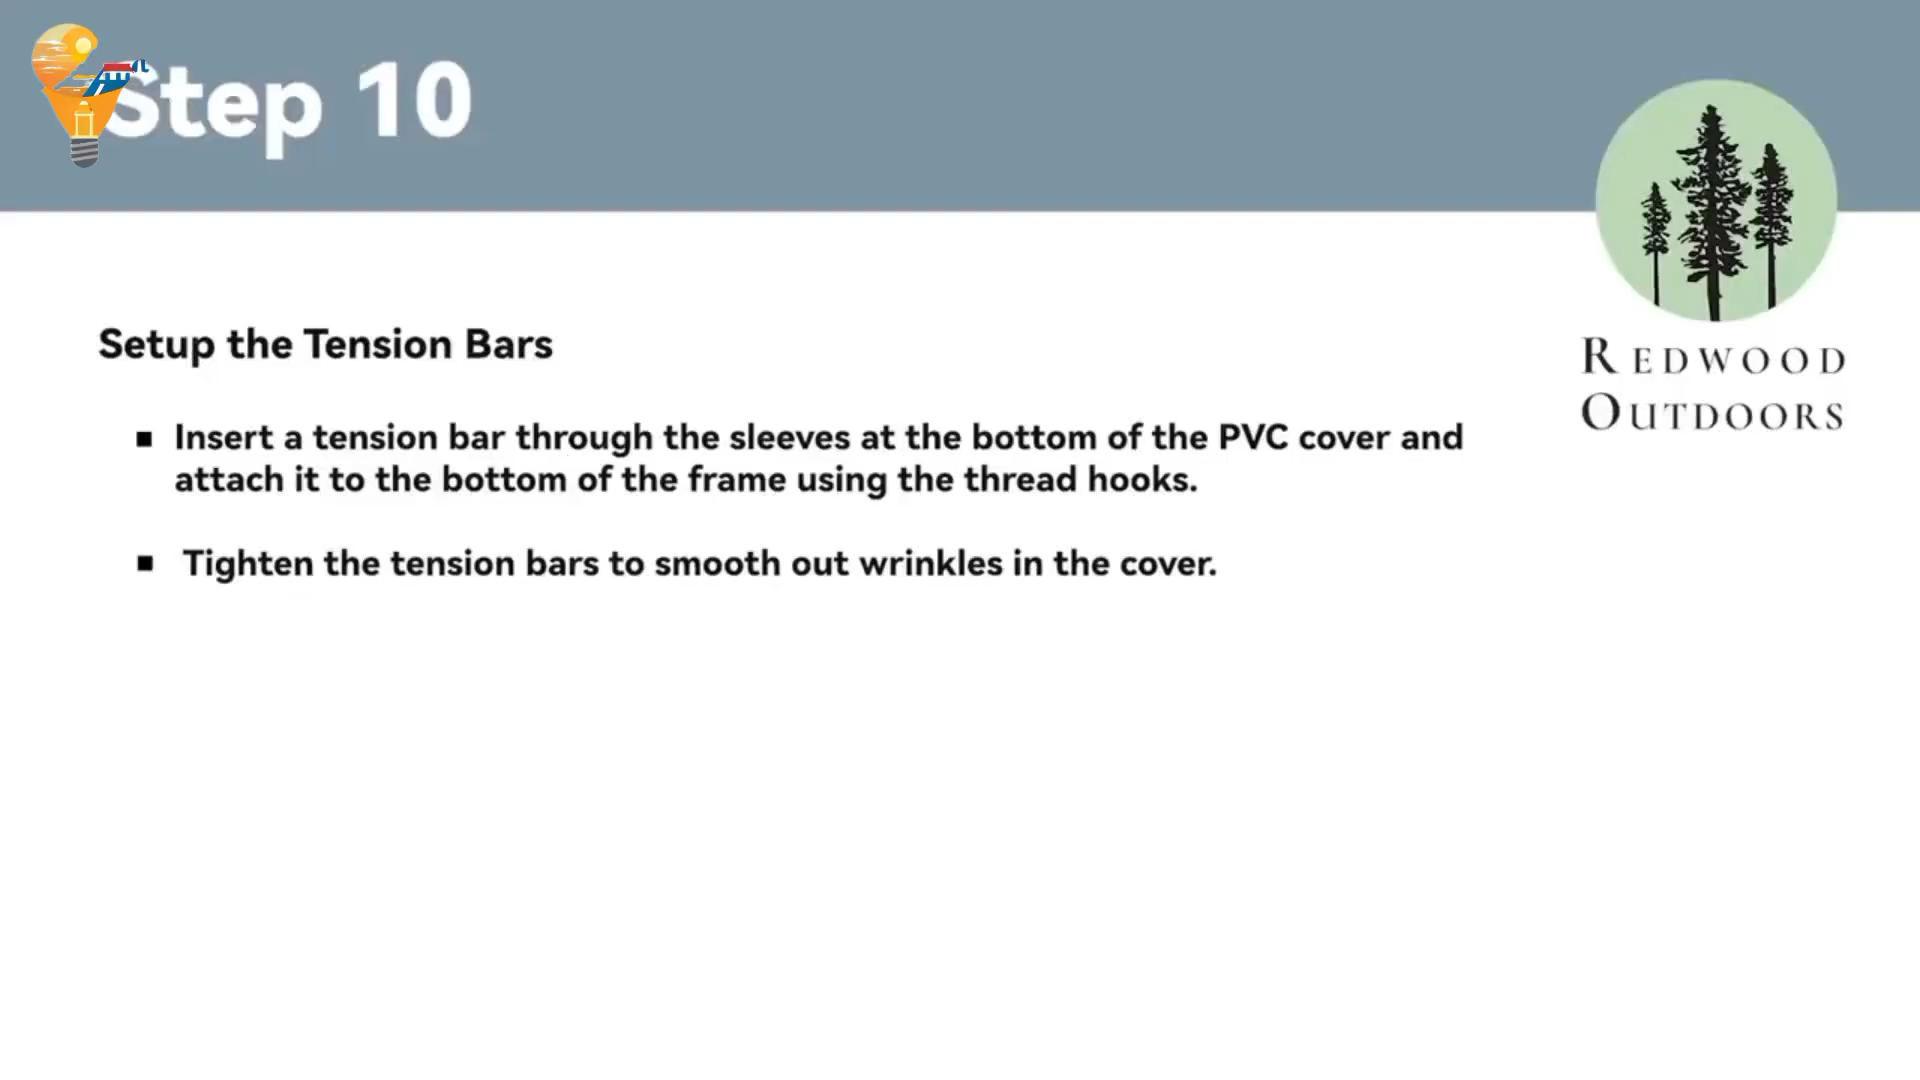 Step 10
REDWOOD
OUTDOORS
Setup the Tension Bars
▪ Insert a tension bar through the sleeves at the bottom of the PVC cover and
attach it to the bottom of the frame using the thread hooks.
▪ Tighten the tension bars to smooth out wrinkles in the cover.